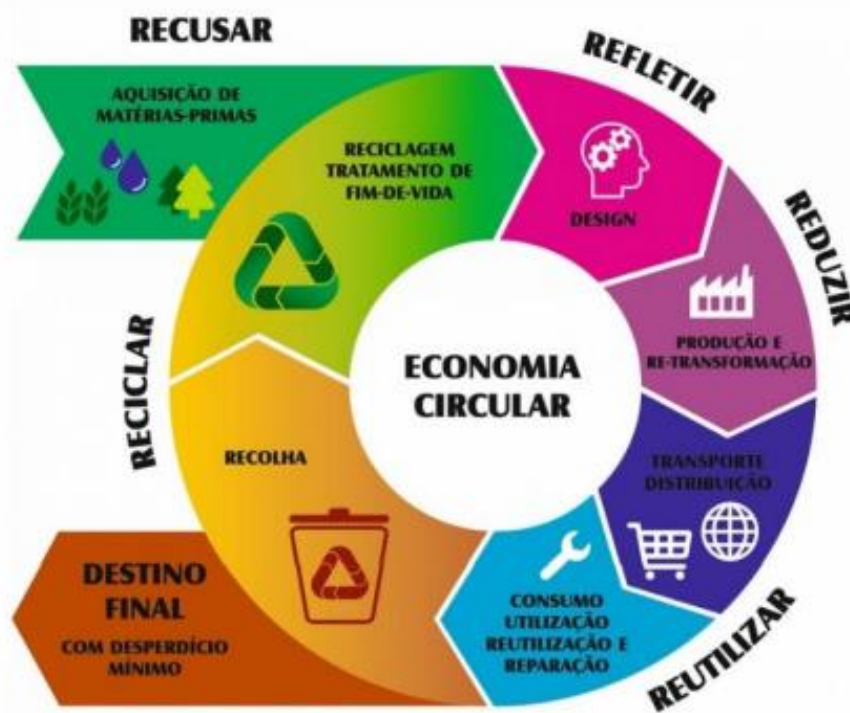 RECUSAR
AQUISIÇÃO DE
MATÉRIAS-PRIMAS
RECICLAGEM
TRATAMENTO DE
FIM-DE-VIDA
REFLETIR
DESIGN
REDUZIR
PRODUÇÃO E
RE-TRANSFORMAÇÃO
ECONOMIA
CIRCULAR
TRANSPORTE
DISTRIBUIÇÃO
REUTILIZAR
CONSUMO
UTILIZAÇÃO
REUTILIZAÇÃO E
REPARAÇÃO
RECICLAR
RECOLHA
DESTINO
FINAL
COM DESPERDÍCIO
MÍNIMO